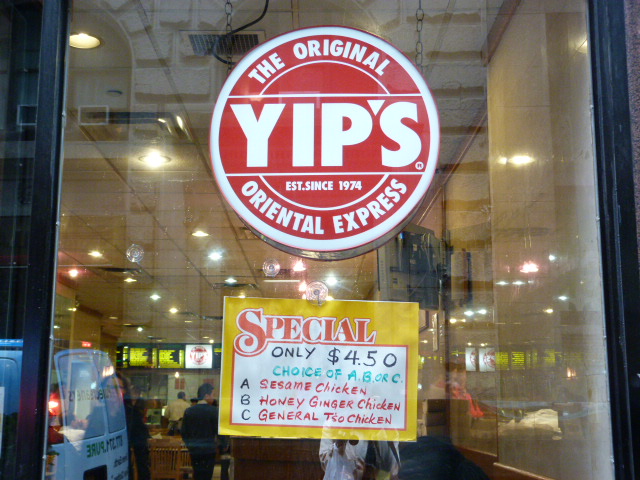 THE ORIGINAL
YIP'S
®
EST. SINCE 1974
ORIENTAL EXPRESS
SPECIAL
ONLY $4.50
CHOICE OF A. B. OR C.
A SESAME CHICKEN
B HONEY GINGER CHICKEN
C GENERAL TSO CHICKEN